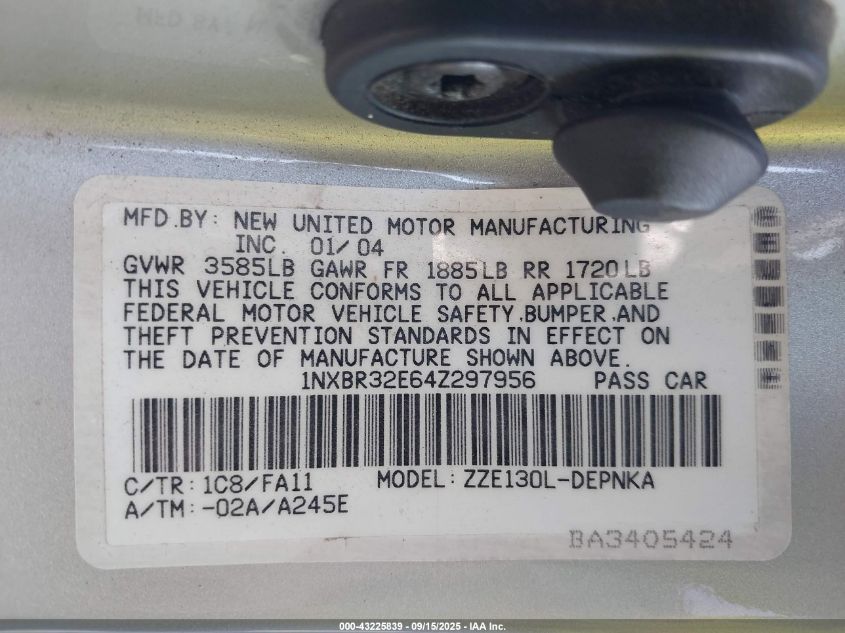 MFD.BY: NEW UNITED MOTOR MANUFACTURING
INC. 01/04
GVWR 3585LB GAWR FR 1885LB RR 1720LB
THIS VEHICLE CONFORMS TO ALL APPLICABLE
FEDERAL MOTOR VEHICLE SAFETY.BUMPER.AND
THEFT PREVENTION STANDARDS IN EFFECT ON
THE DATE OF MANUFACTURE SHOWN ABOVE.
1NXBR32E64Z297956 PASS CAR
C/TR:1C8/FA11 MODEL:ZZE130L-DEPNKA
A/TM:-02A/A245E
BA3405424
000-43225839 - 09/15/2025 - IAA Inc.